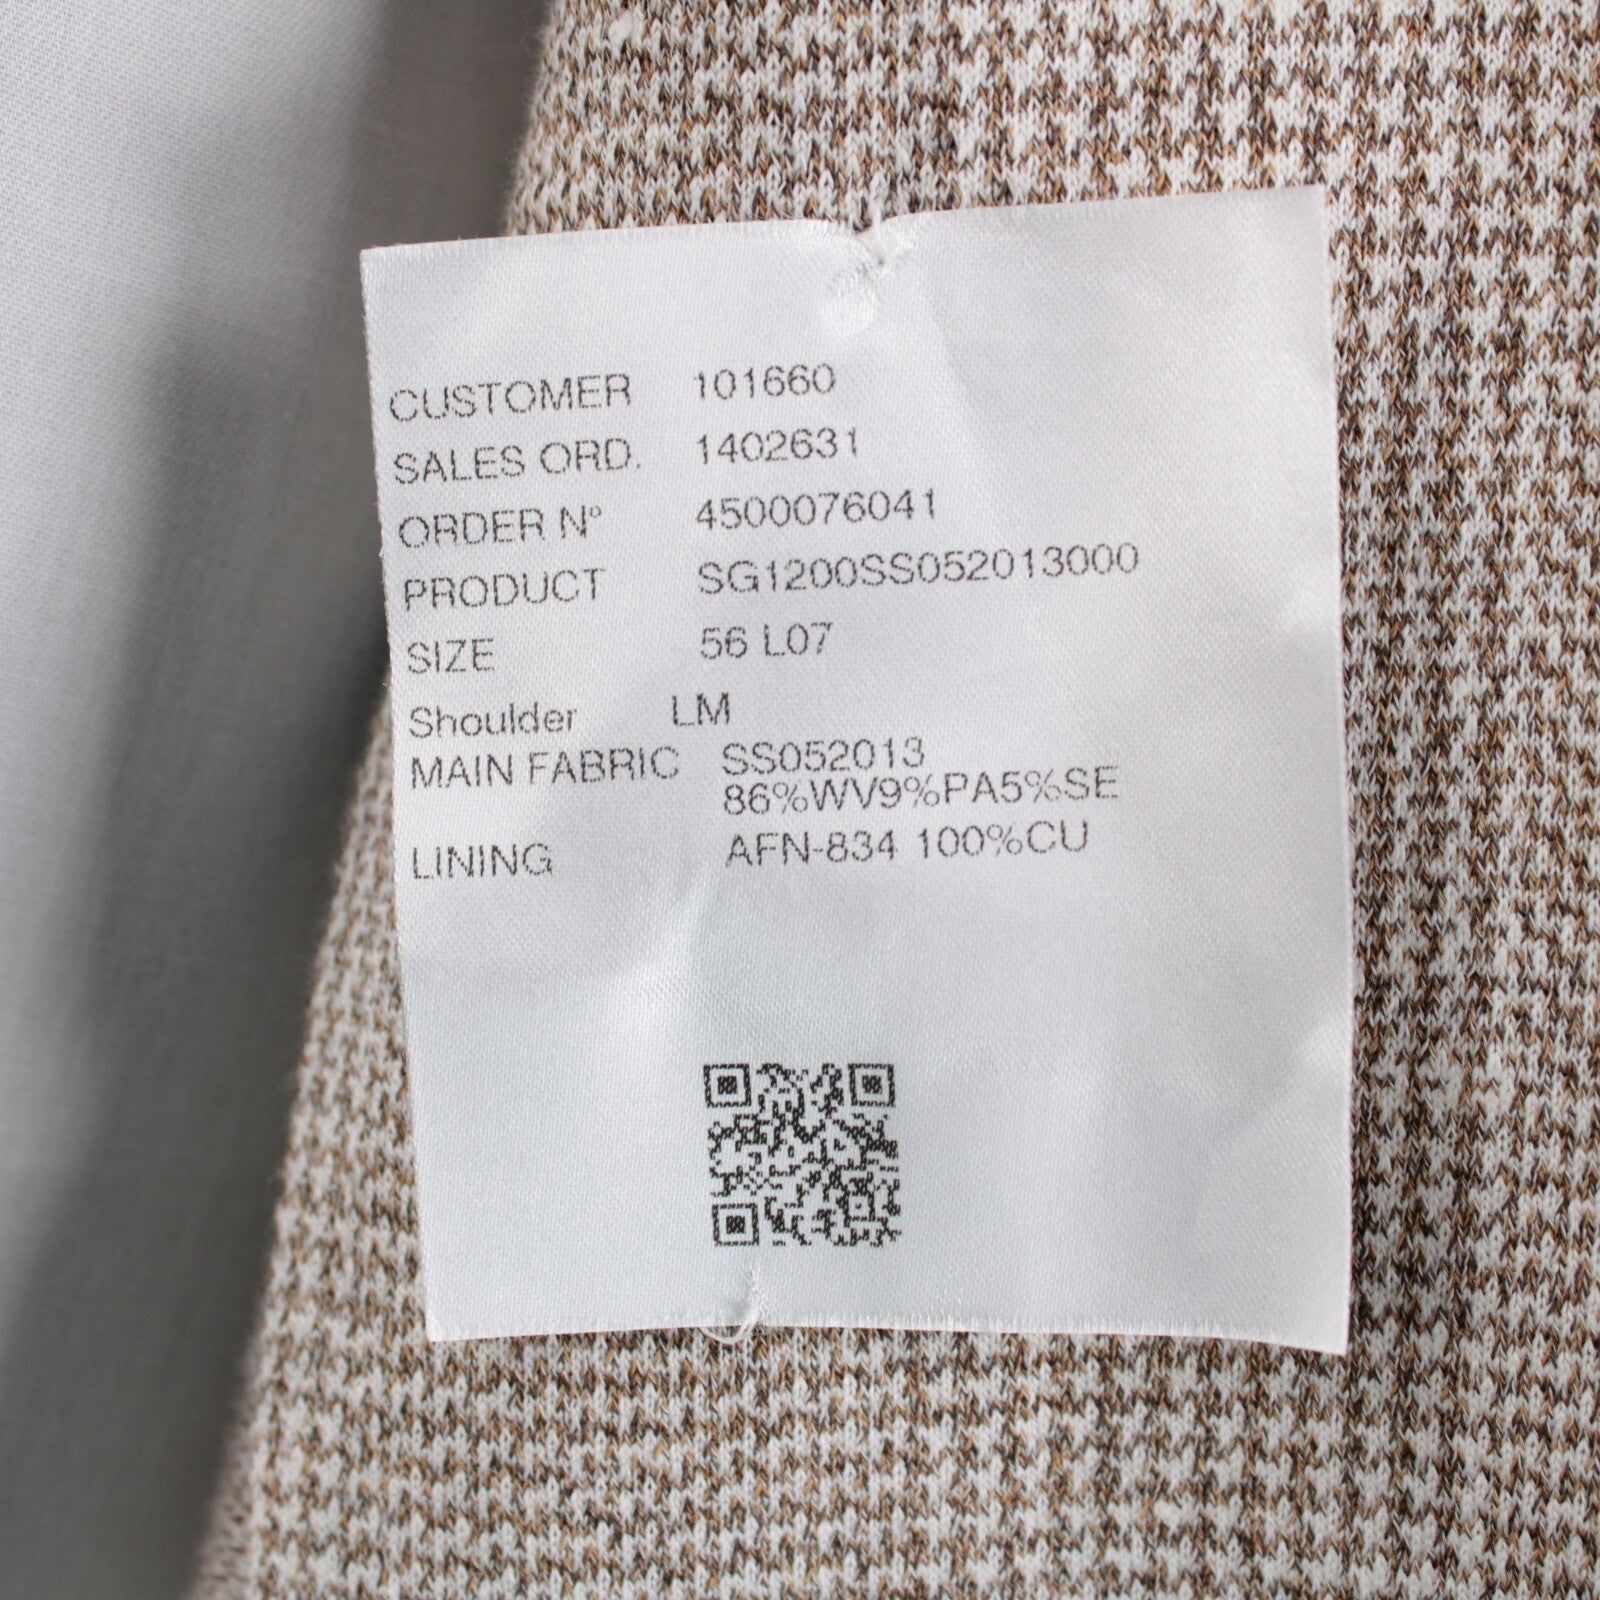 CUSTOMER 101660
SALES ORD. 1402631
ORDER N° 4500076041
PRODUCT SG1200SS052013000
SIZE 56 L07
Shoulder LM
MAIN FABRIC SS052013
86%WV9%PA5%SE
LINING AFN-834 100%CU